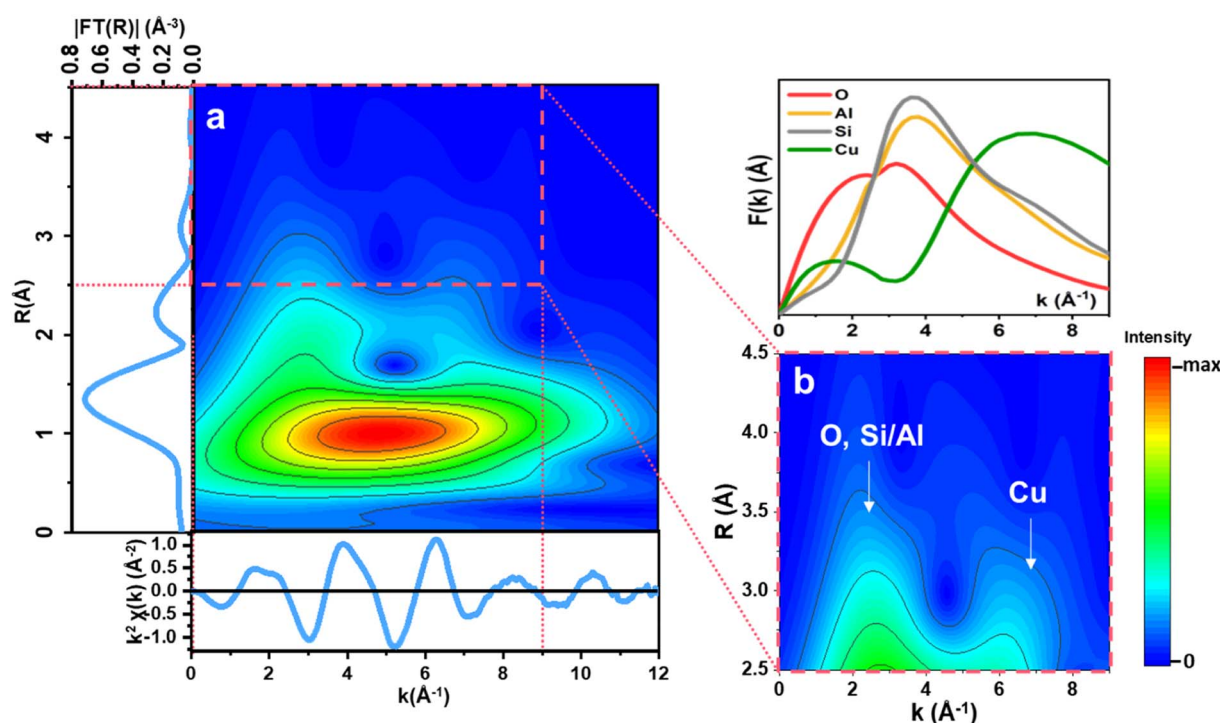 |FT(R)| (Å⁻³)
0.8 0.6 0.4 0.2 0.0
a
4
3
2
1
0
R(Å)
1.0
0.5
0.0
-0.5
-1.0
k² χ(k) (Å⁻²)
0 2 4 6 8 10 12
k(Å⁻¹)
O
Al
Si
Cu
F(k) (Å)
k (Å⁻¹)
0 2 4 6 8
b
4.5
4.0
3.5
3.0
2.5
R (Å)
O, Si/Al
Cu
0 2 4 6 8
k (Å⁻¹)
Intensity
max
0